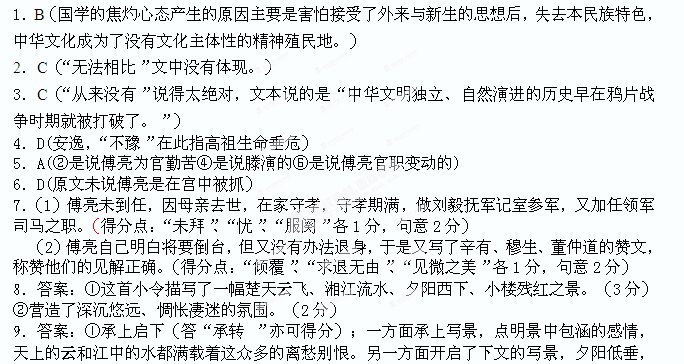 1．B（国学的焦灼心态产生的原因主要是害怕接受了外来与新生的思想后，失去本民族特色，
中华文化成为了没有文化主体性的精神殖民地。）
2．C（“无法相比”文中没有体现。）
3．C（“从来没有”说得太绝对，文本说的是“中华文明独立、自然演进的历史早在鸦片战
争时期就被打破了。”）
4．D(安逸，“不豫”在此指高祖生命垂危）
5．A(②是说傅亮为官勤苦④是说滕演的⑥是说傅亮官职变动的)
6．D(原文未说傅亮是在宫中被抓）
7．（1）傅亮未到任，因母亲去世，在家守孝，守孝期满，做刘毅抚军记室参军，又加任领军
司马之职。（得分点：“未拜”、“忧”、“服阕”各1分，句意2分）
（2）傅亮自己明白将要倒台，但又没有办法退身，于是又写了辛有、穆生、董仲道的赞文，
称赞他们的见解正确。（得分点：“倾覆”、“求退无由”、“见微之美”各1分，句意2分）
8．答案：①这首小令描写了一幅楚天云飞、湘江流水、夕阳西下、小楼残红之景。（3分）
②营造了深沉悠远、惆怅凄迷的氛围。（2分）
9．答案：①承上启下（答“承转 ”亦可得分）；一方面承上写景，点明景中包涵的感情，
天上的云和江中的水都满载着这众多的离愁别恨。另一方面开启了下文的写景，夕阳低垂，